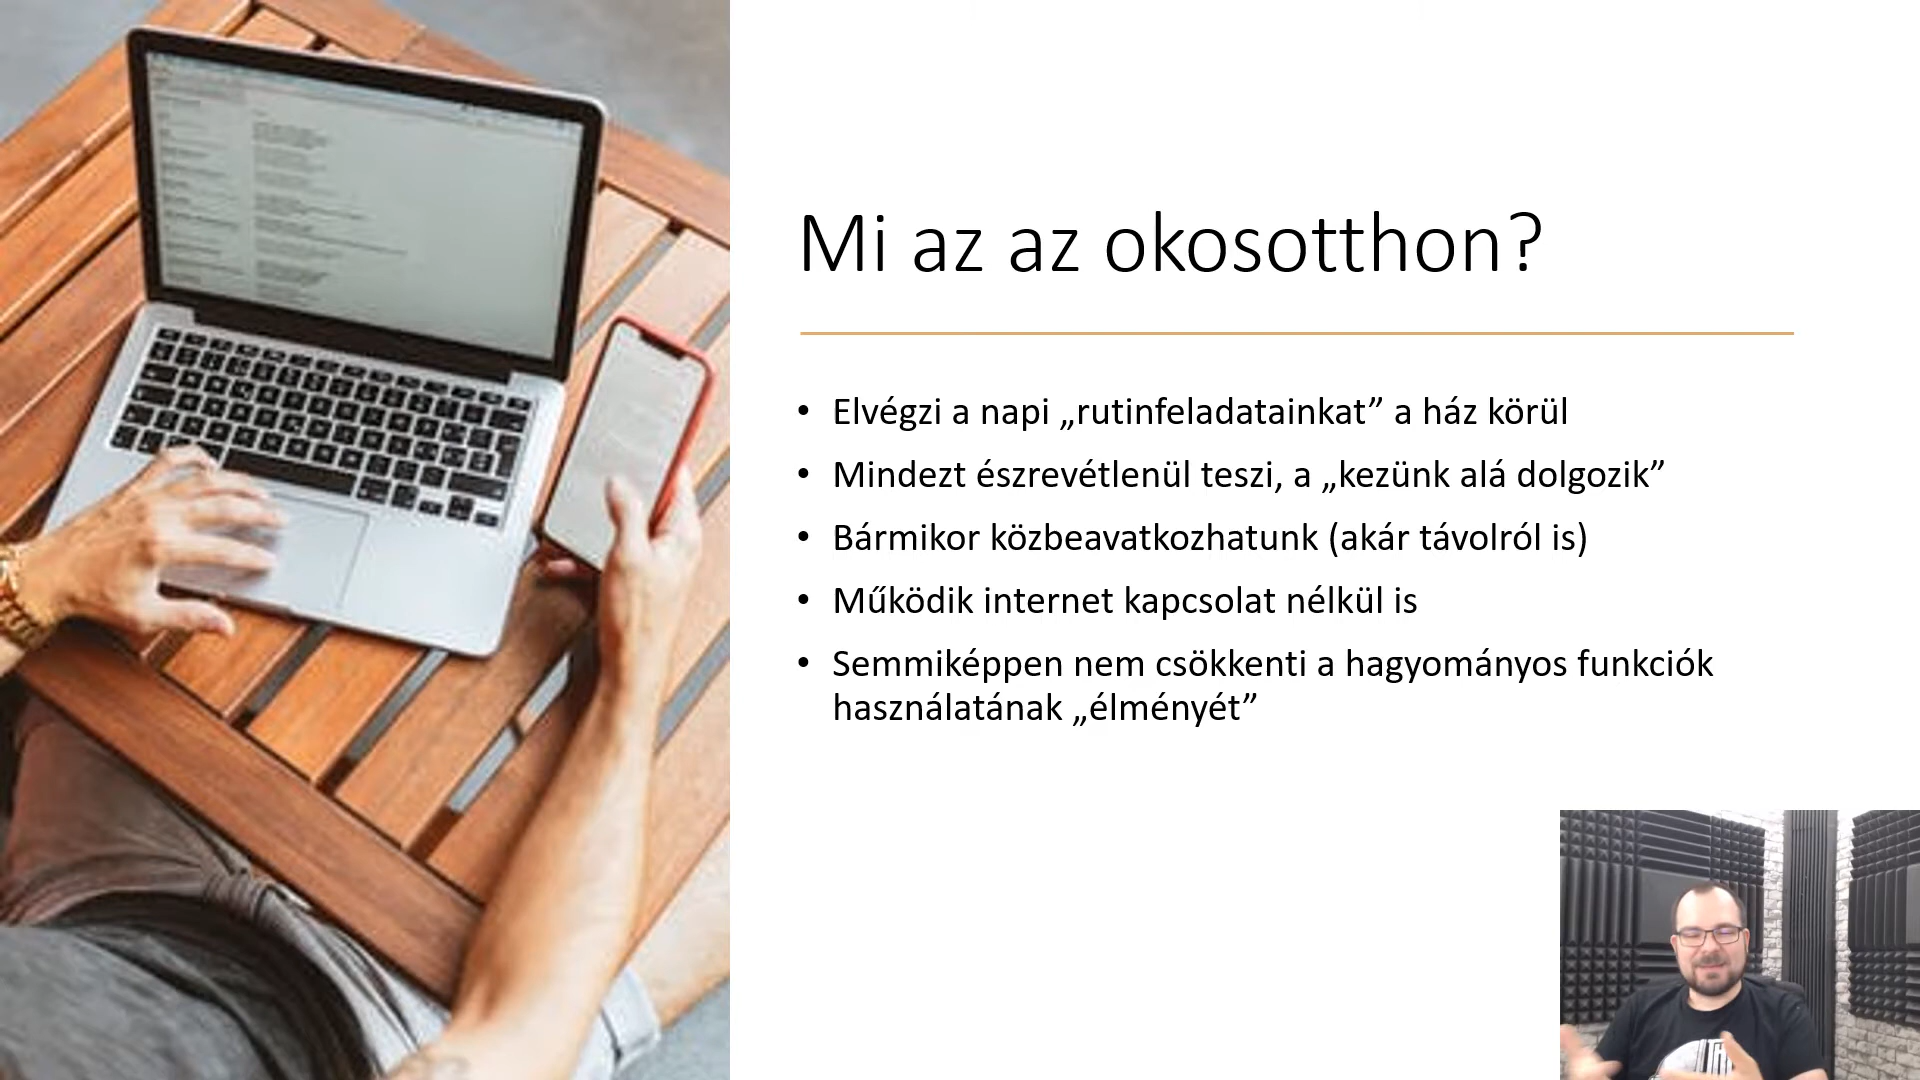 Mi az az okosotthon?
• Elvégzi a napi „rutinfeladatainkat” a ház körül
• Mindezt észrevétlenül teszi, a „kezünk alá dolgozik”
• Bármikor közbeavatkozhatunk (akár távolról is)
• Működik internet kapcsolat nélkül is
• Semmiképpen nem csökkenti a hagyományos funkciók
használatának „élményét”